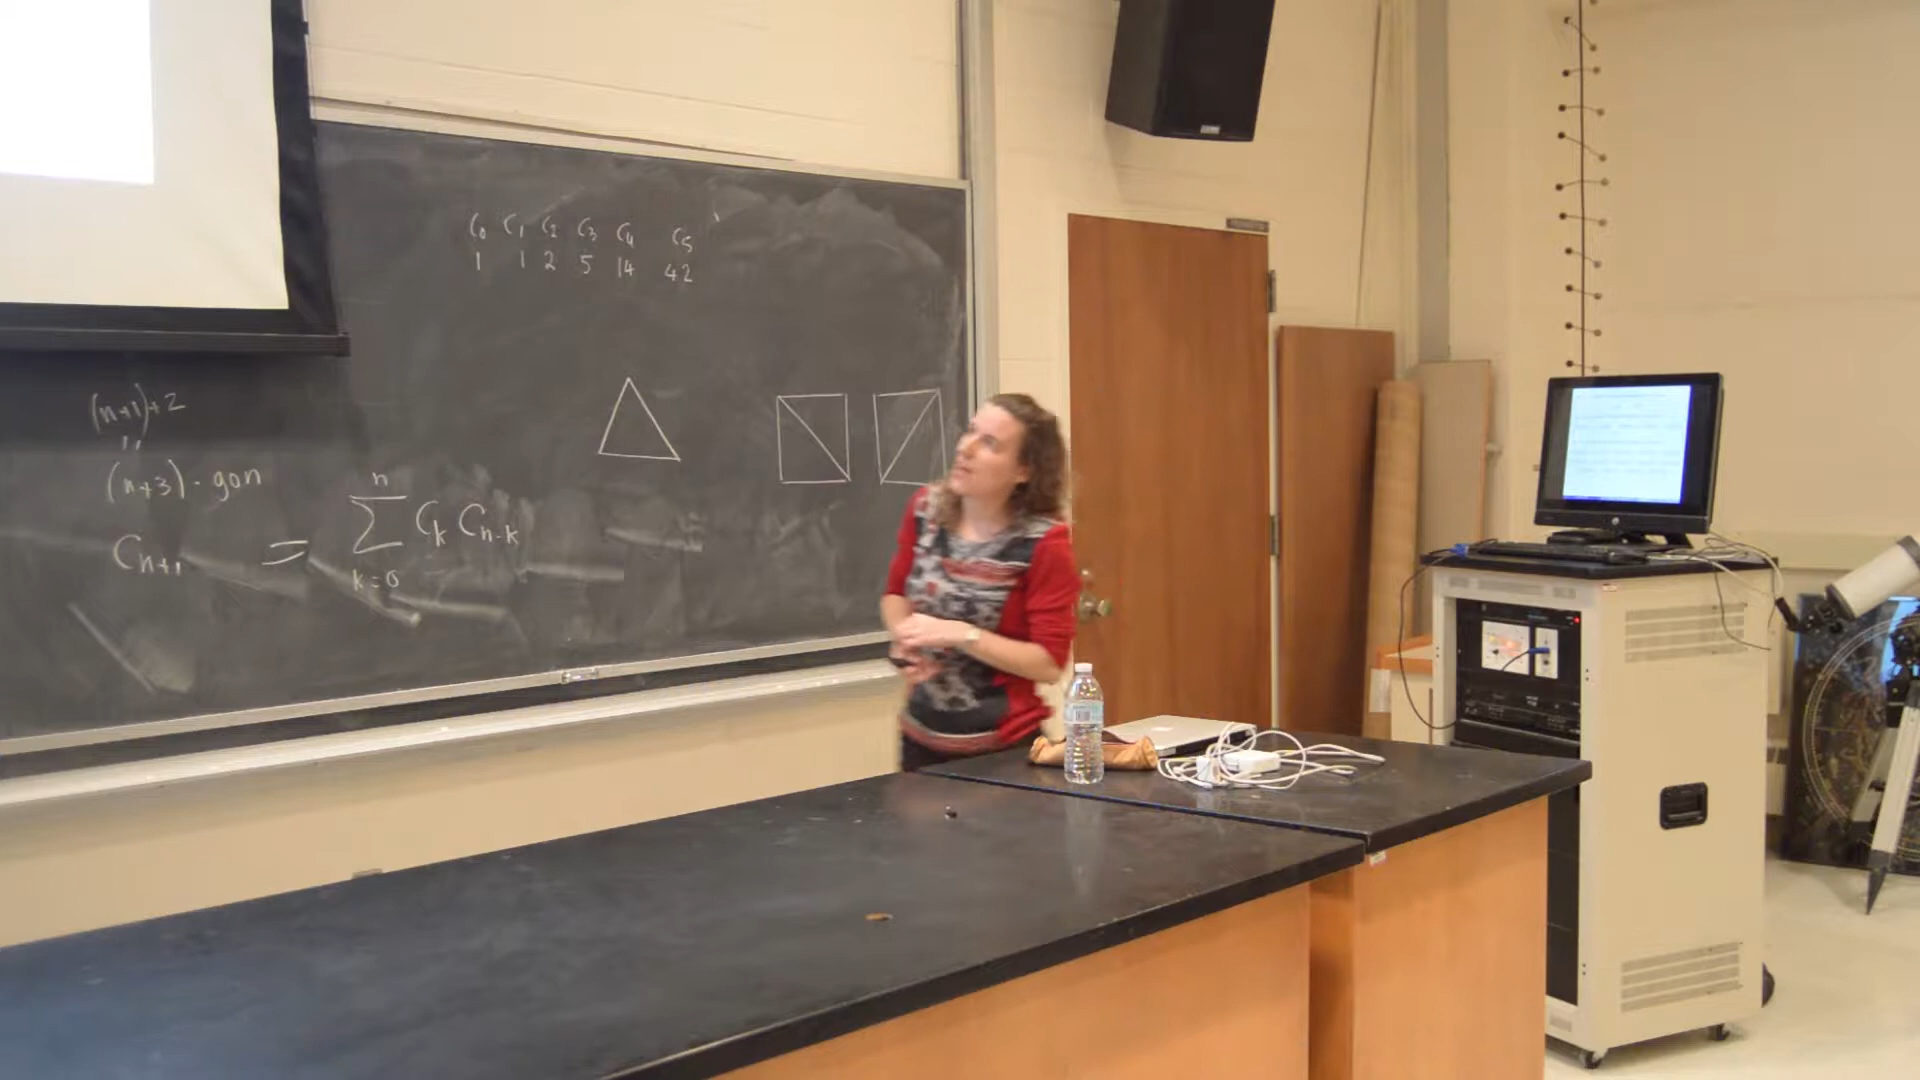 C₀ C₁ C₂ C₃ C₄ C₅
1 1 2 5 14 42
(n+1)+2
"
(n+3)-gon
n
Cₙ₊₁ = ∑ Cₖ Cₙ₋ₖ
k=0